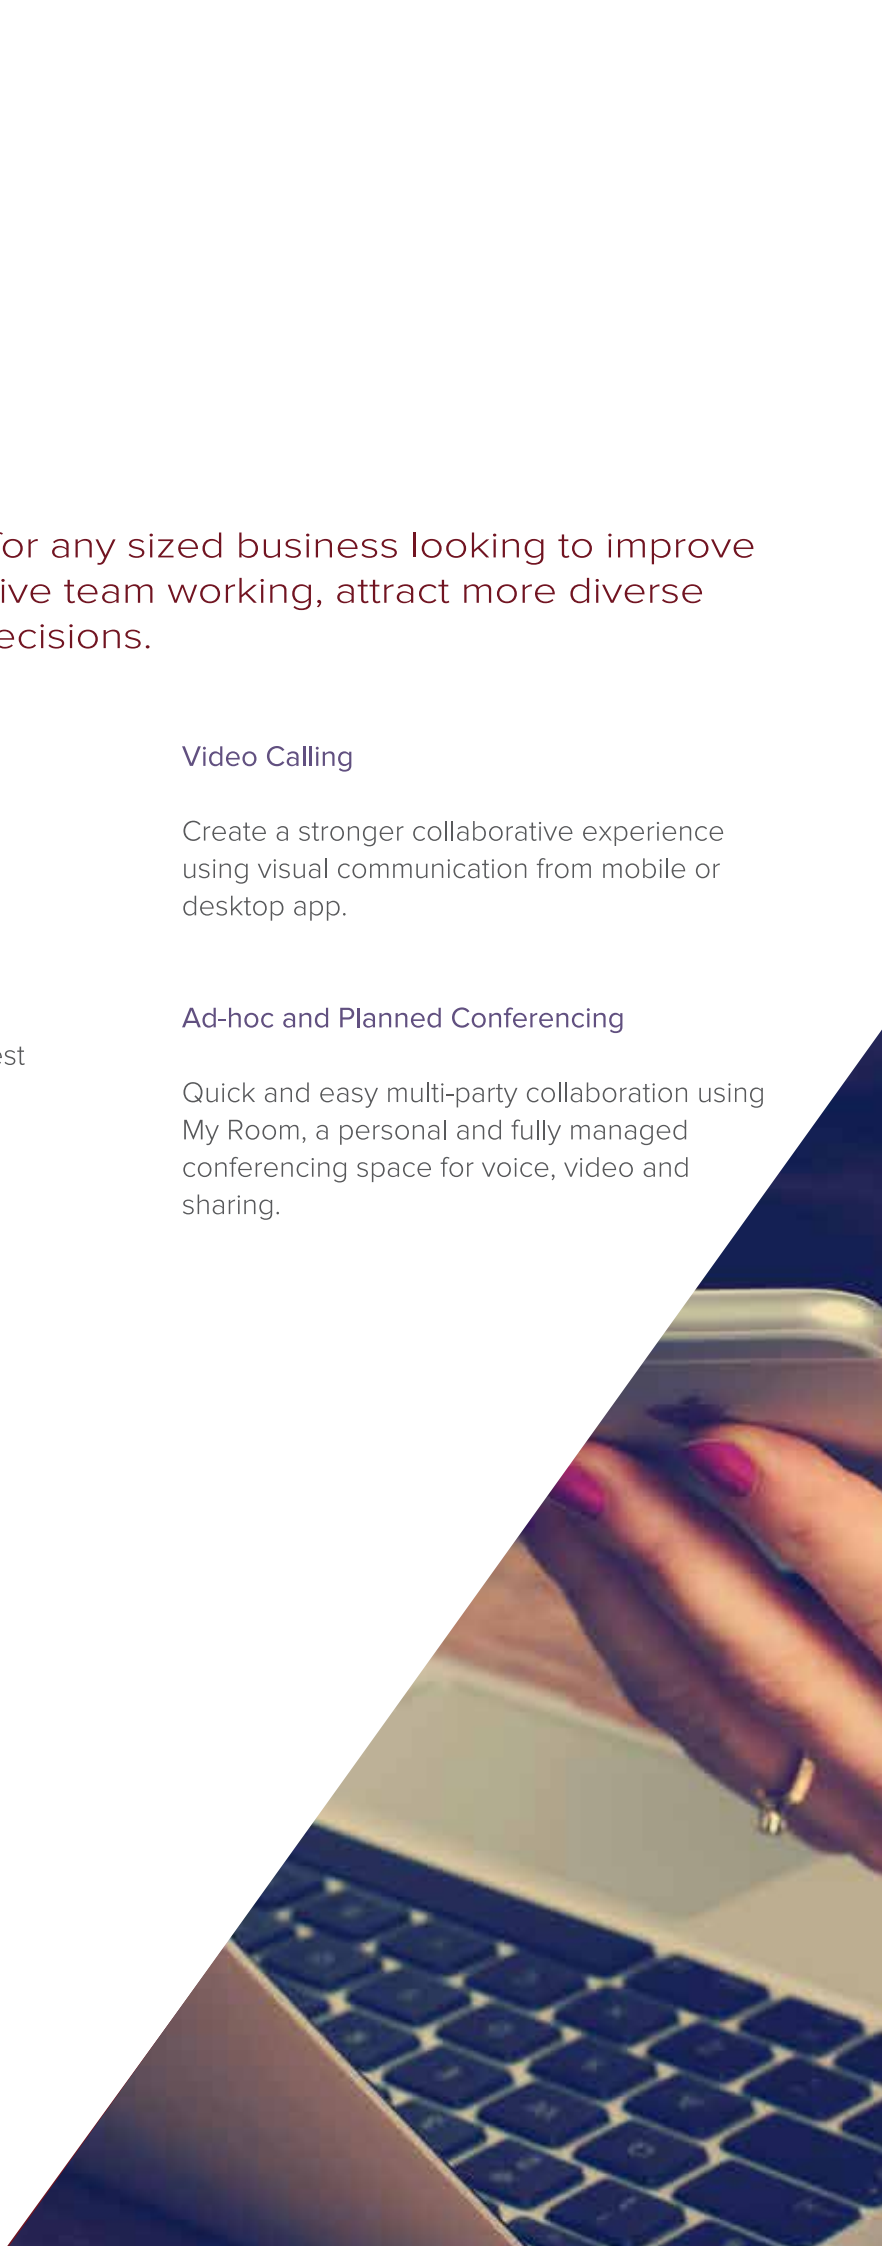 for any sized business looking to improve
ive team working, attract more diverse
ecisions.
Video Calling
Create a stronger collaborative experience
using visual communication from mobile or
desktop app.
Ad-hoc and Planned Conferencing
est
Quick and easy multi-party collaboration using
My Room, a personal and fully managed
conferencing space for voice, video and
sharing.